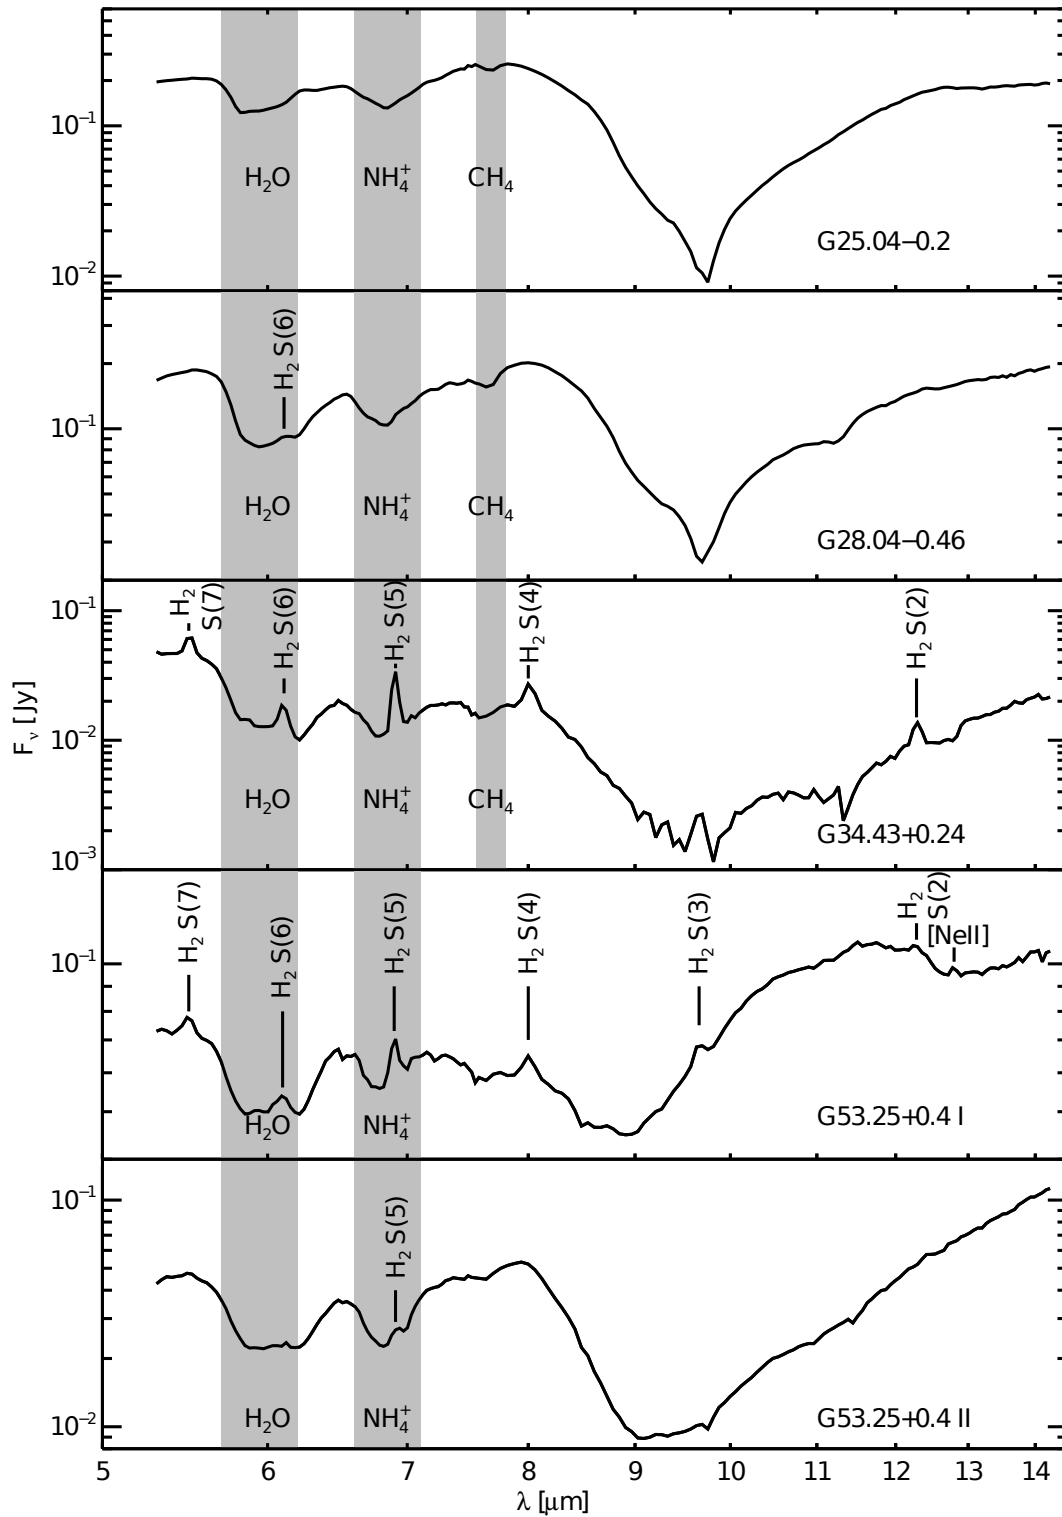 10⁻¹
H₂O
NH₄⁺
CH₄
G25.04−0.2
10⁻²
H₂ S(6)
10⁻¹
H₂O
NH₄⁺
CH₄
G28.04−0.46
10⁻¹
H₂
S(7)
H₂ S(6)
H₂ S(5)
H₂ S(4)
H₂ S(2)
Fν [Jy]
10⁻²
H₂O
NH₄⁺
CH₄
G34.43+0.24
10⁻³
H₂ S(7)
H₂ S(6)
H₂ S(5)
H₂ S(4)
H₂ S(3)
H₂
S(2)
[NeII]
10⁻¹
H₂O
NH₄⁺
G53.25+0.4 I
10⁻¹
H₂ S(5)
H₂O
NH₄⁺
G53.25+0.4 II
10⁻²
5 6 7 8 9 10 11 12 13 14
λ [μm]